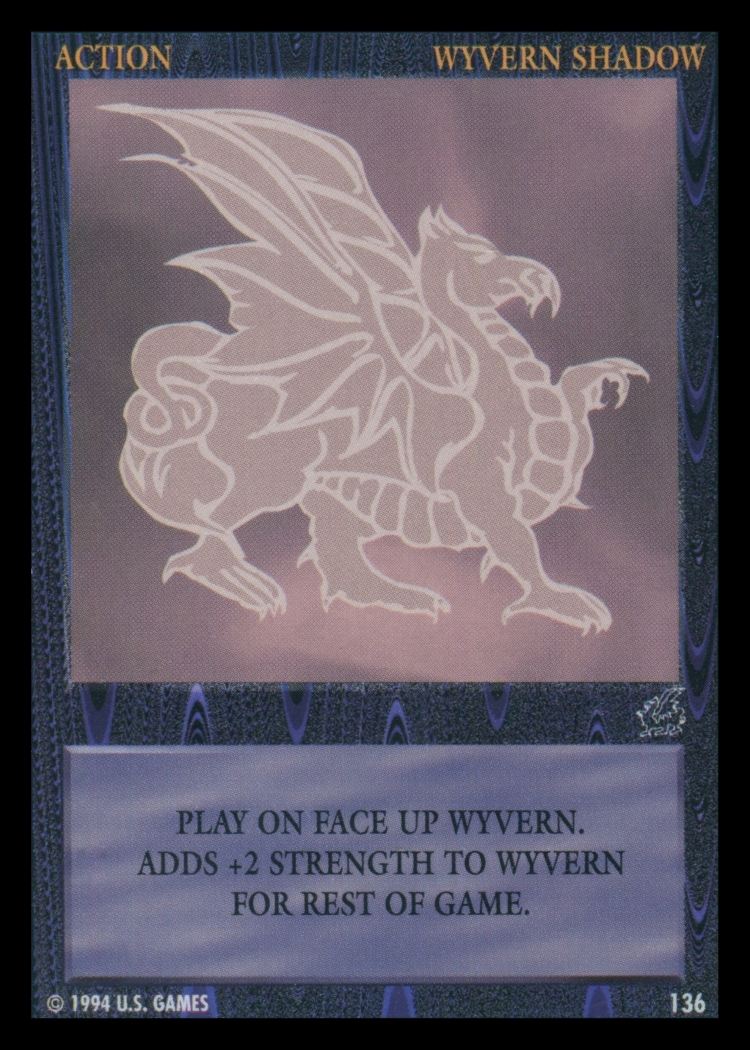 ACTION WYVERN SHADOW
PLAY ON FACE UP WYVERN.
ADDS +2 STRENGTH TO WYVERN
FOR REST OF GAME.
© 1994 U.S. GAMES 136